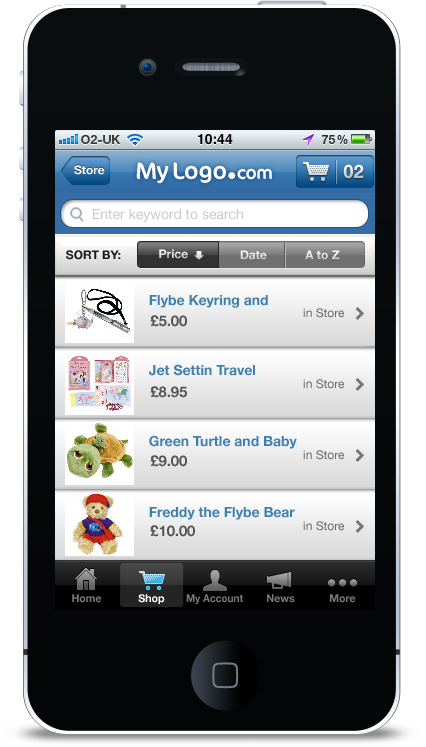 O2-UK 10:44 75%
Store My Logo.com 02
Enter keyword to search
SORT BY: Price Date A to Z
Flybe Keyring and
£5.00
in Store
Jet Settin Travel
£8.95
in Store
Green Turtle and Baby
£9.00
in Store
Freddy the Flybe Bear
£10.00
in Store
Home Shop My Account News More